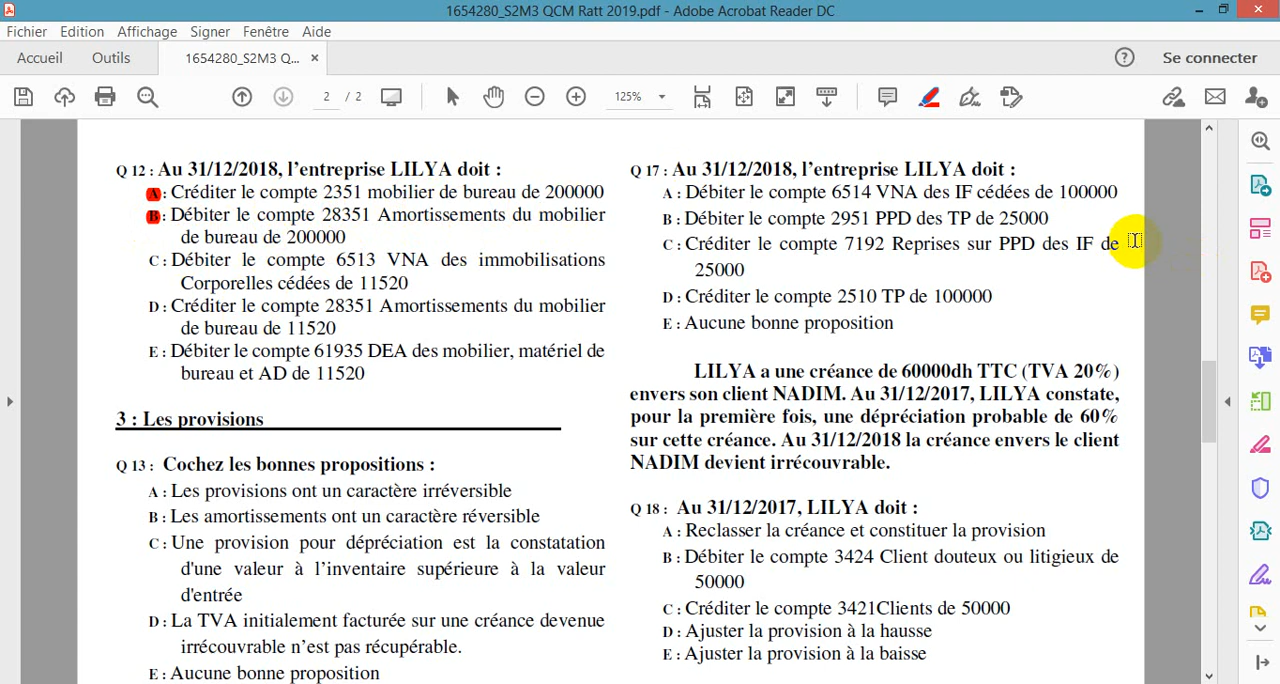 1654280_S2M3 QCM Ratt 2019.pdf - Adobe Acrobat Reader DC
Fichier Edition Affichage Signer Fenêtre Aide
Accueil Outils 1654280_S2M3 Q... × Se connecter
2 / 2 125%
Q 12 : Au 31/12/2018, l'entreprise LILYA doit :
A : Créditer le compte 2351 mobilier de bureau de 200000
B : Débiter le compte 28351 Amortissements du mobilier
de bureau de 200000
C : Débiter le compte 6513 VNA des immobilisations
Corporelles cédées de 11520
D : Créditer le compte 28351 Amortissements du mobilier
de bureau de 11520
E : Débiter le compte 61935 DEA des mobilier, matériel de
bureau et AD de 11520
3 : Les provisions
Q 13 : Cochez les bonnes propositions :
A : Les provisions ont un caractère irréversible
B : Les amortissements ont un caractère réversible
C : Une provision pour dépréciation est la constatation
d'une valeur à l'inventaire supérieure à la valeur
d'entrée
D : La TVA initialement facturée sur une créance devenue
irrécouvrable n'est pas récupérable.
E : Aucune bonne proposition
Q 17 : Au 31/12/2018, l'entreprise LILYA doit :
A : Débiter le compte 6514 VNA des IF cédées de 100000
B : Débiter le compte 2951 PPD des TP de 25000
C : Créditer le compte 7192 Reprises sur PPD des IF de
25000
D : Créditer le compte 2510 TP de 100000
E : Aucune bonne proposition
LILYA a une créance de 60000dh TTC (TVA 20%)
envers son client NADIM. Au 31/12/2017, LILYA constate,
pour la première fois, une dépréciation probable de 60%
sur cette créance. Au 31/12/2018 la créance envers le client
NADIM devient irrécouvrable.
Q 18 : Au 31/12/2017, LILYA doit :
A : Reclasser la créance et constituer la provision
B : Débiter le compte 3424 Client douteux ou litigieux de
50000
C : Créditer le compte 3421Clients de 50000
D : Ajuster la provision à la hausse
E : Ajuster la provision à la baisse